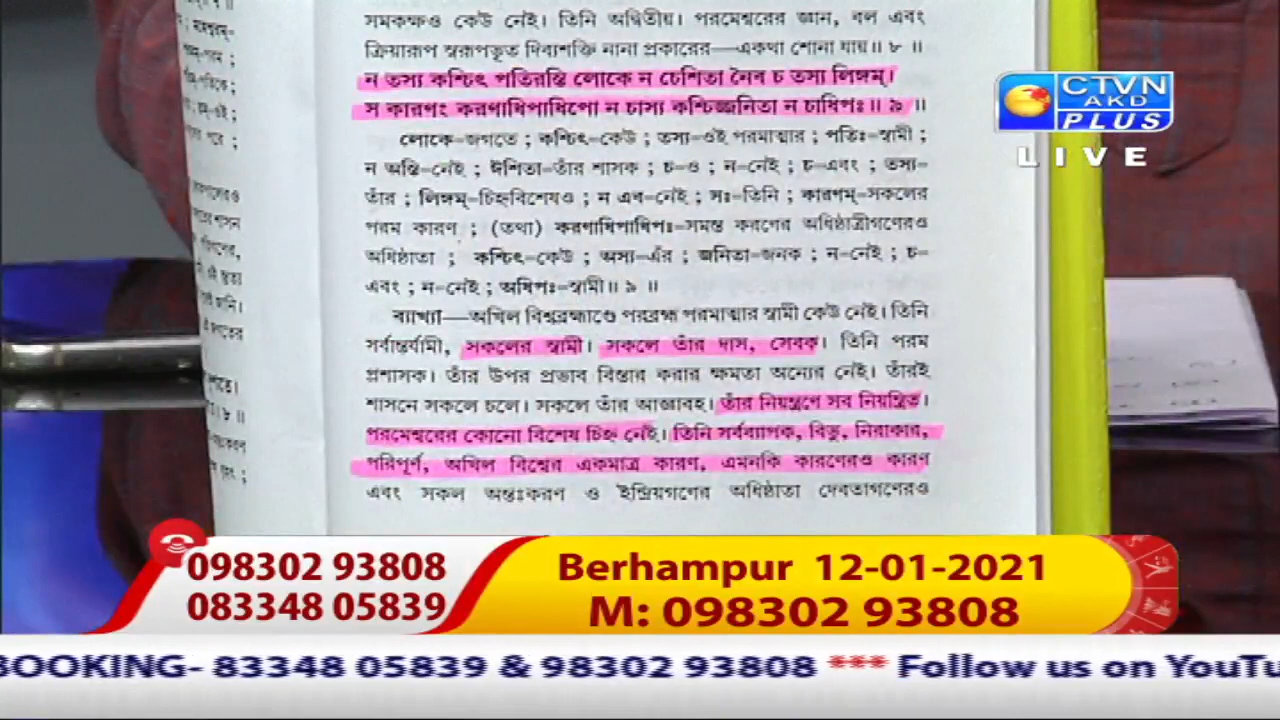 সমকক্ষও কেউ নেই। তিনি অদ্বিতীয়। পরমেশ্বরের জ্ঞান, বল এবং
ক্রিয়ারূপ স্বরূপভূত দিব্যশক্তি নানা প্রকারের—একথা শোনা যায়॥ ৮ ॥
ন তস্য কশ্চিৎ পতিরস্তি লোকে ন চেশিতা নৈব চ তস্য লিঙ্গম্।
স কারণং করণাধিপাধিপো ন চাস্য কশ্চিজ্জনিতা ন চাধিপঃ॥ ৯ ॥
লোকে=জগতে ; কশ্চিৎ=কেউ ; তস্য=ওই পরমাত্মার ; পতিঃ=স্বামী ;
ন অস্তি=নেই ; ঈশিতা=তাঁর শাসক ; চ=ও ; ন=নেই ; চ=এবং ; তস্য=
তাঁর ; লিঙ্গম্=চিহ্নবিশেষও ; ন এব=নেই ; সঃ=তিনি ; কারণম্=সকলের
পরম কারণ ; (তথা) করণাধিপাধিপঃ=সমস্ত করণের অধিষ্ঠাত্রীগণেরও
অধিষ্ঠাতা ; কশ্চিৎ=কেউ ; অস্য=এঁর ; জনিতা=জনক ; ন=নেই ; চ=
এবং ; ন=নেই ; অধিপঃ=স্বামী॥ ৯ ॥
ব্যাখ্যা—অখিল বিশ্বব্রহ্মাণ্ডে পরব্রহ্ম পরমাত্মার স্বামী কেউ নেই। তিনি
সর্বান্তর্যামী, সকলের স্বামী। সকলে তাঁর দাস, সেবক। তিনি পরম
প্রশাসক। তাঁর উপর প্রভাব বিস্তার করার ক্ষমতা অন্যের নেই। তাঁরই
শাসনে সকলে চলে। সকলে তাঁর আজ্ঞাবহ। তাঁর নিয়ন্ত্রণে সব নিয়ন্ত্রিত।
পরমেশ্বরের কোনো বিশেষ চিহ্ন নেই। তিনি সর্বব্যাপক, বিভু, নিরাকার,
পরিপূর্ণ, অখিল বিশ্বের একমাত্র কারণ, এমনকি কারণেরও কারণ
এবং সকল অন্তঃকরণ ও ইন্দ্রিয়গণের অধিষ্ঠাতা দেবতাগণেরও
CTVN
AKD
PLUS
LIVE
098302 93808
083348 05839
Berhampur 12-01-2021
M: 098302 93808
BOOKING- 83348 05839 & 98302 93808 *** Follow us on YouTu